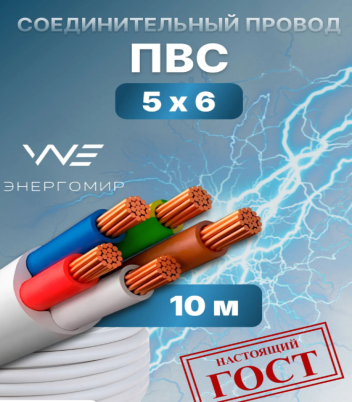 СОЕДИНИТЕЛЬНЫЙ ПРОВОД
ПВС
5 х 6
ЭНЕРГОМИР
10 м
НАСТОЯЩИЙ
ГОСТ